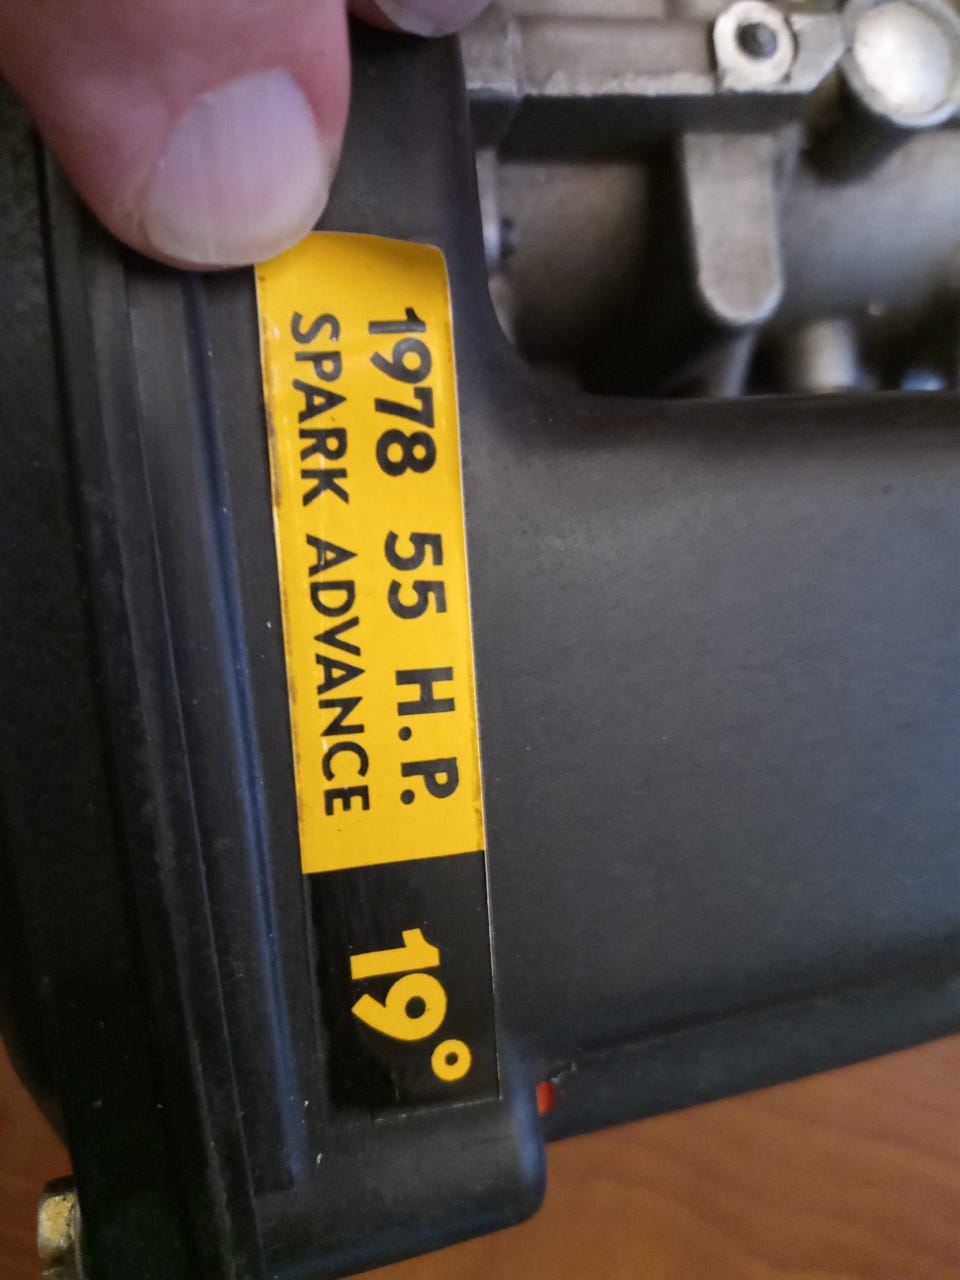 1978 55 H.P.
SPARK ADVANCE
19°